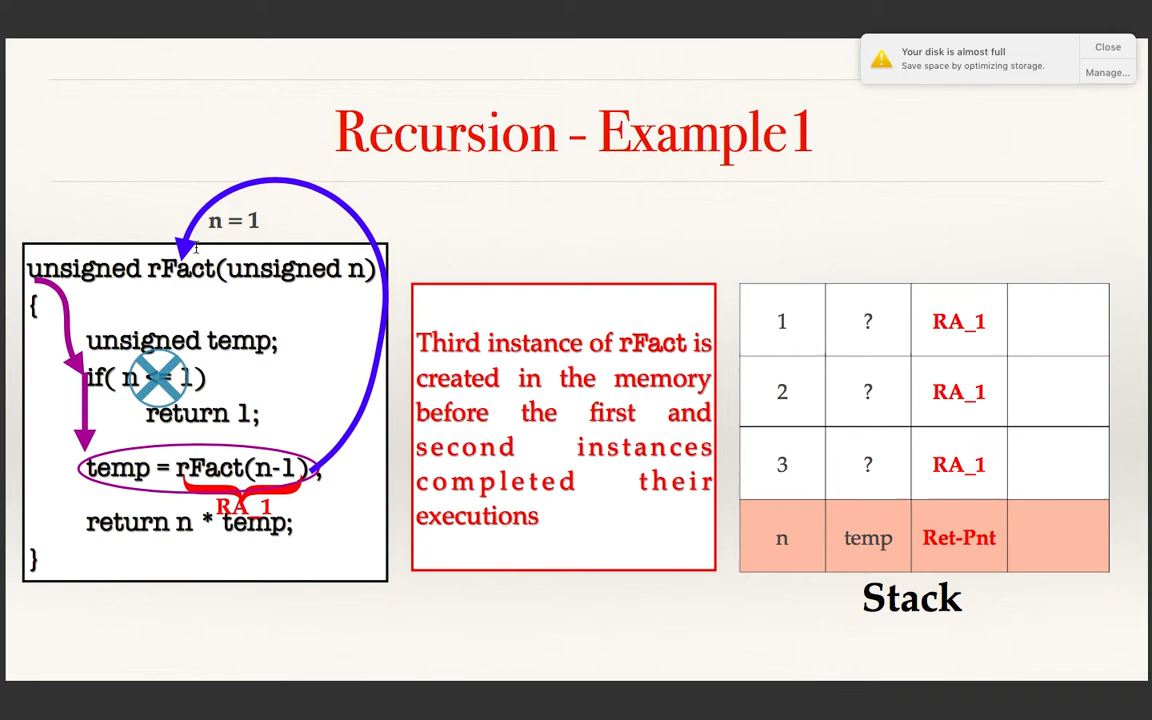 Your disk is almost full
Save space by optimizing storage.
Close
Manage...
Recursion - Example1
n = 1
unsigned rFact(unsigned n)
{
unsigned temp;
if( n <= 1)
return 1;
temp = rFact(n-1);
RA_1
return n * temp;
}
Third instance of rFact is
created in the memory
before the first and
second instances
completed their
executions
1 ? RA_1
2 ? RA_1
3 ? RA_1
n temp Ret-Pnt
Stack